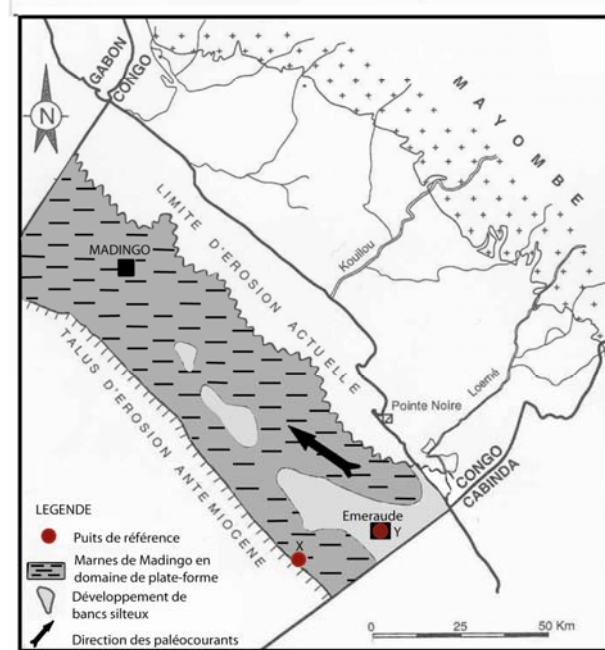 GABON
CONGO
MAYOMBE
N
LIMITE D'EROSION ACTUELLE
MADINGO
Kouilou
TALUS D'EROSION ANTEMIOCENE
Loemé
Pointe Noire
CONGO
CABINDA
LEGENDE
Emeraude
Puits de référence
Y
X
Marnes de Madingo en
domaine de plate-forme
Développement de
bancs silteux
Direction des paléocourants
0 25 50 Km